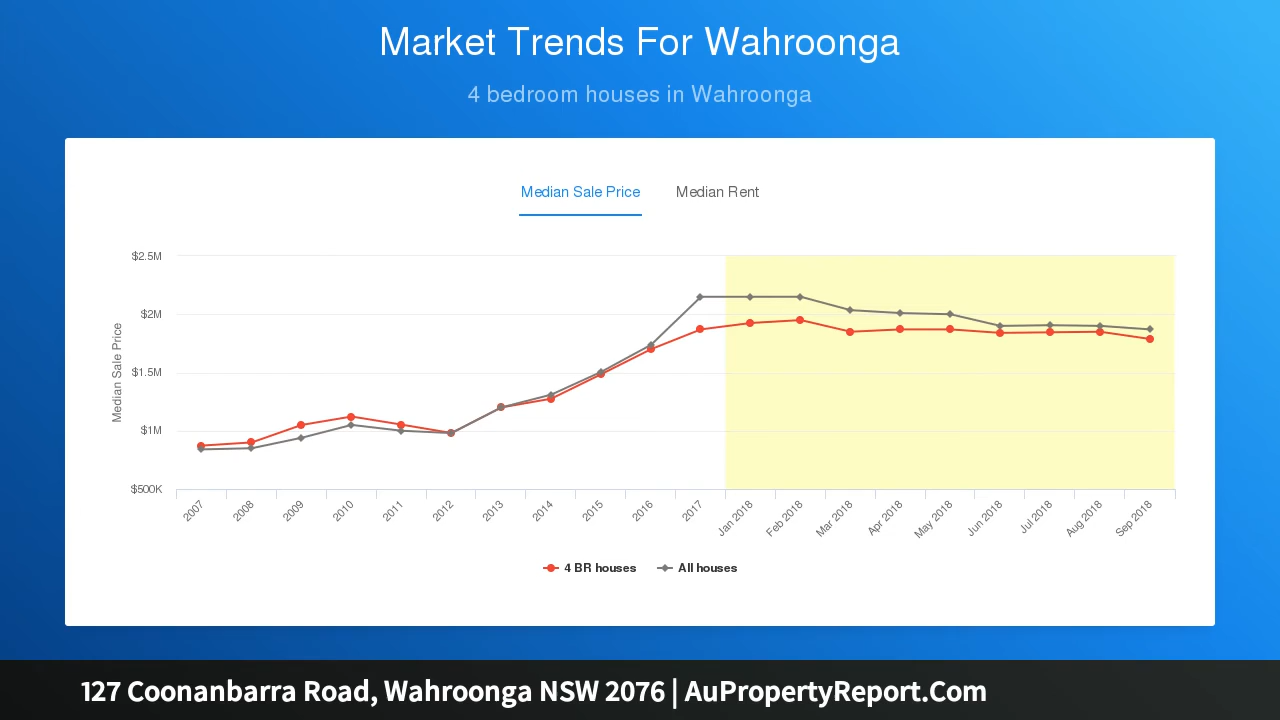 Market Trends For Wahroonga
4 bedroom houses in Wahroonga
Median Sale Price Median Rent
Median Sale Price
$2.5M
$2M
$1.5M
$1M
$500K
2007 2008 2009 2010 2011 2012 2013 2014 2015 2016 2017 Jan 2018 Feb 2018 Mar 2018 Apr 2018 May 2018 Jun 2018 Jul 2018 Aug 2018 Sep 2018
4 BR houses All houses
127 Coonanbarra Road, Wahroonga NSW 2076 | AuPropertyReport.Com